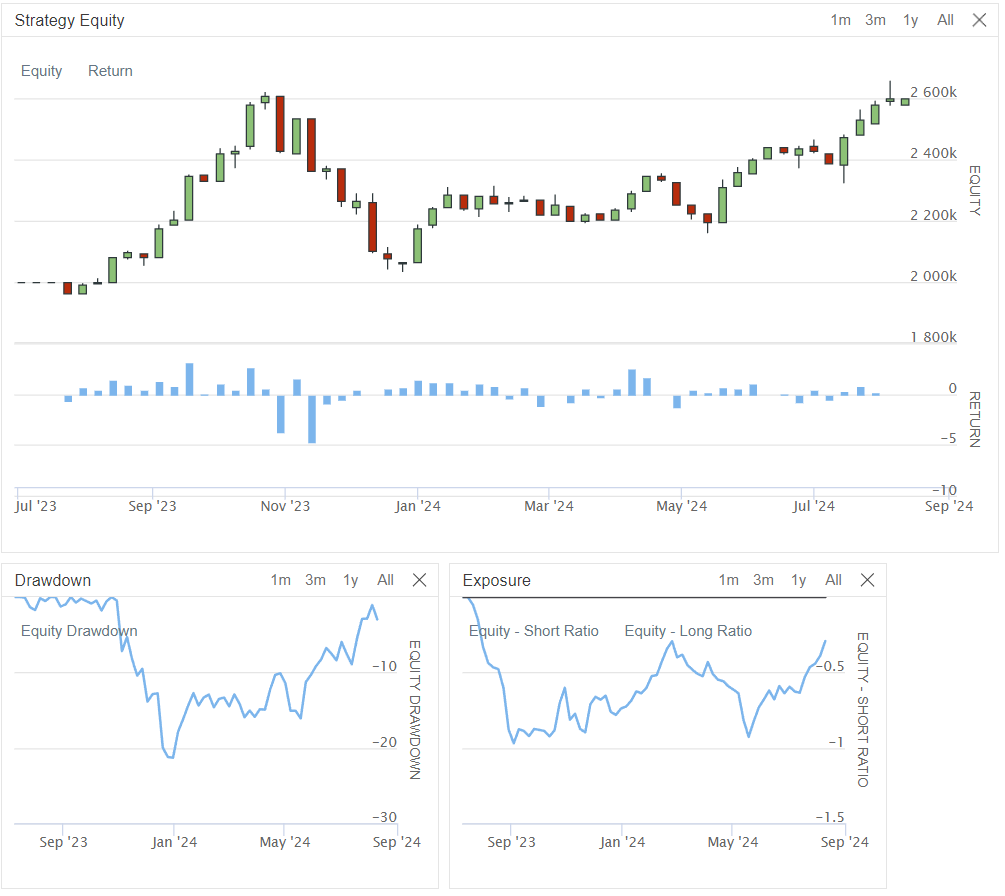 Strategy Equity 1m 3m 1y All
Equity Return
2 600k
2 400k
2 200k
2 000k
1 800k
EQUITY
0
−5
−10
RETURN
Jul '23 Sep '23 Nov '23 Jan '24 Mar '24 May '24 Jul '24 Sep '24
Drawdown 1m 3m 1y All
Equity Drawdown
−10
−20
−30
EQUITY DRAWDOWN
Sep '23 Jan '24 May '24 Sep '24
Exposure 1m 3m 1y All
Equity - Short Ratio Equity - Long Ratio
−0.5
−1
−1.5
EQUITY - SHORT RATIO
Sep '23 Jan '24 May '24 Sep '24